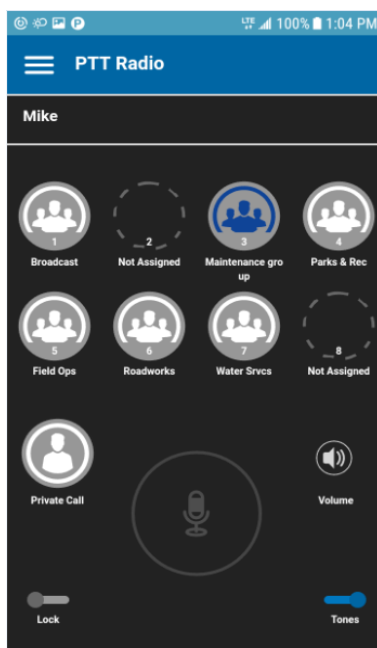 LTE 100% 1:04 PM
PTT Radio
Mike
1 2 3 4
Broadcast Not Assigned Maintenance gro Parks & Rec
up
5 6 7 8
Field Ops Roadworks Water Srvcs Not Assigned
Private Call Volume
Lock Tones